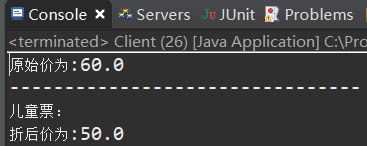 Console Servers JUnit Problems
<terminated> Client (26) [Java Application] C:\Pro
原始价为:60.0
--------------------------------
儿童票:
折后价为:50.0